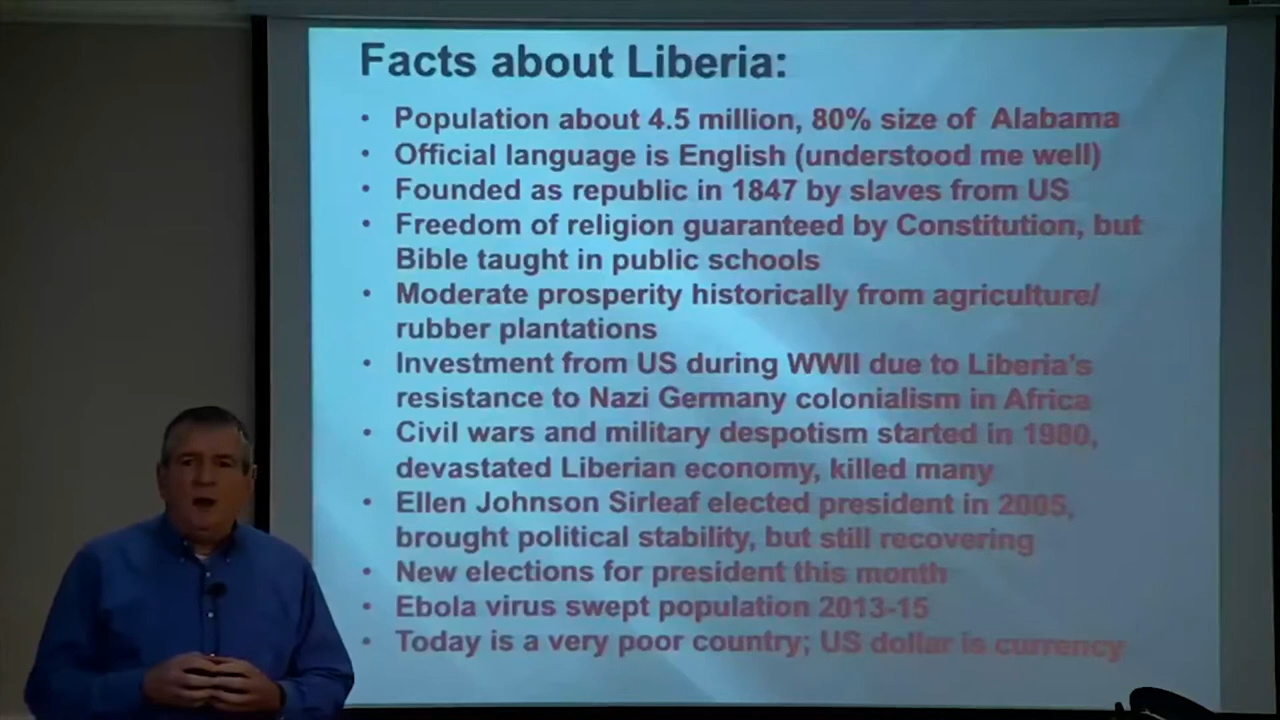 Facts about Liberia:
• Population about 4.5 million, 80% size of Alabama
• Official language is English (understood me well)
• Founded as republic in 1847 by slaves from US
• Freedom of religion guaranteed by Constitution, but
Bible taught in public schools
• Moderate prosperity historically from agriculture/
rubber plantations
• Investment from US during WWII due to Liberia's
resistance to Nazi Germany colonialism in Africa
• Civil wars and military despotism started in 1980,
devastated Liberian economy, killed many
• Ellen Johnson Sirleaf elected president in 2005,
brought political stability, but still recovering
• New elections for president this month
• Ebola virus swept population 2013-15
• Today is a very poor country; US dollar is currency